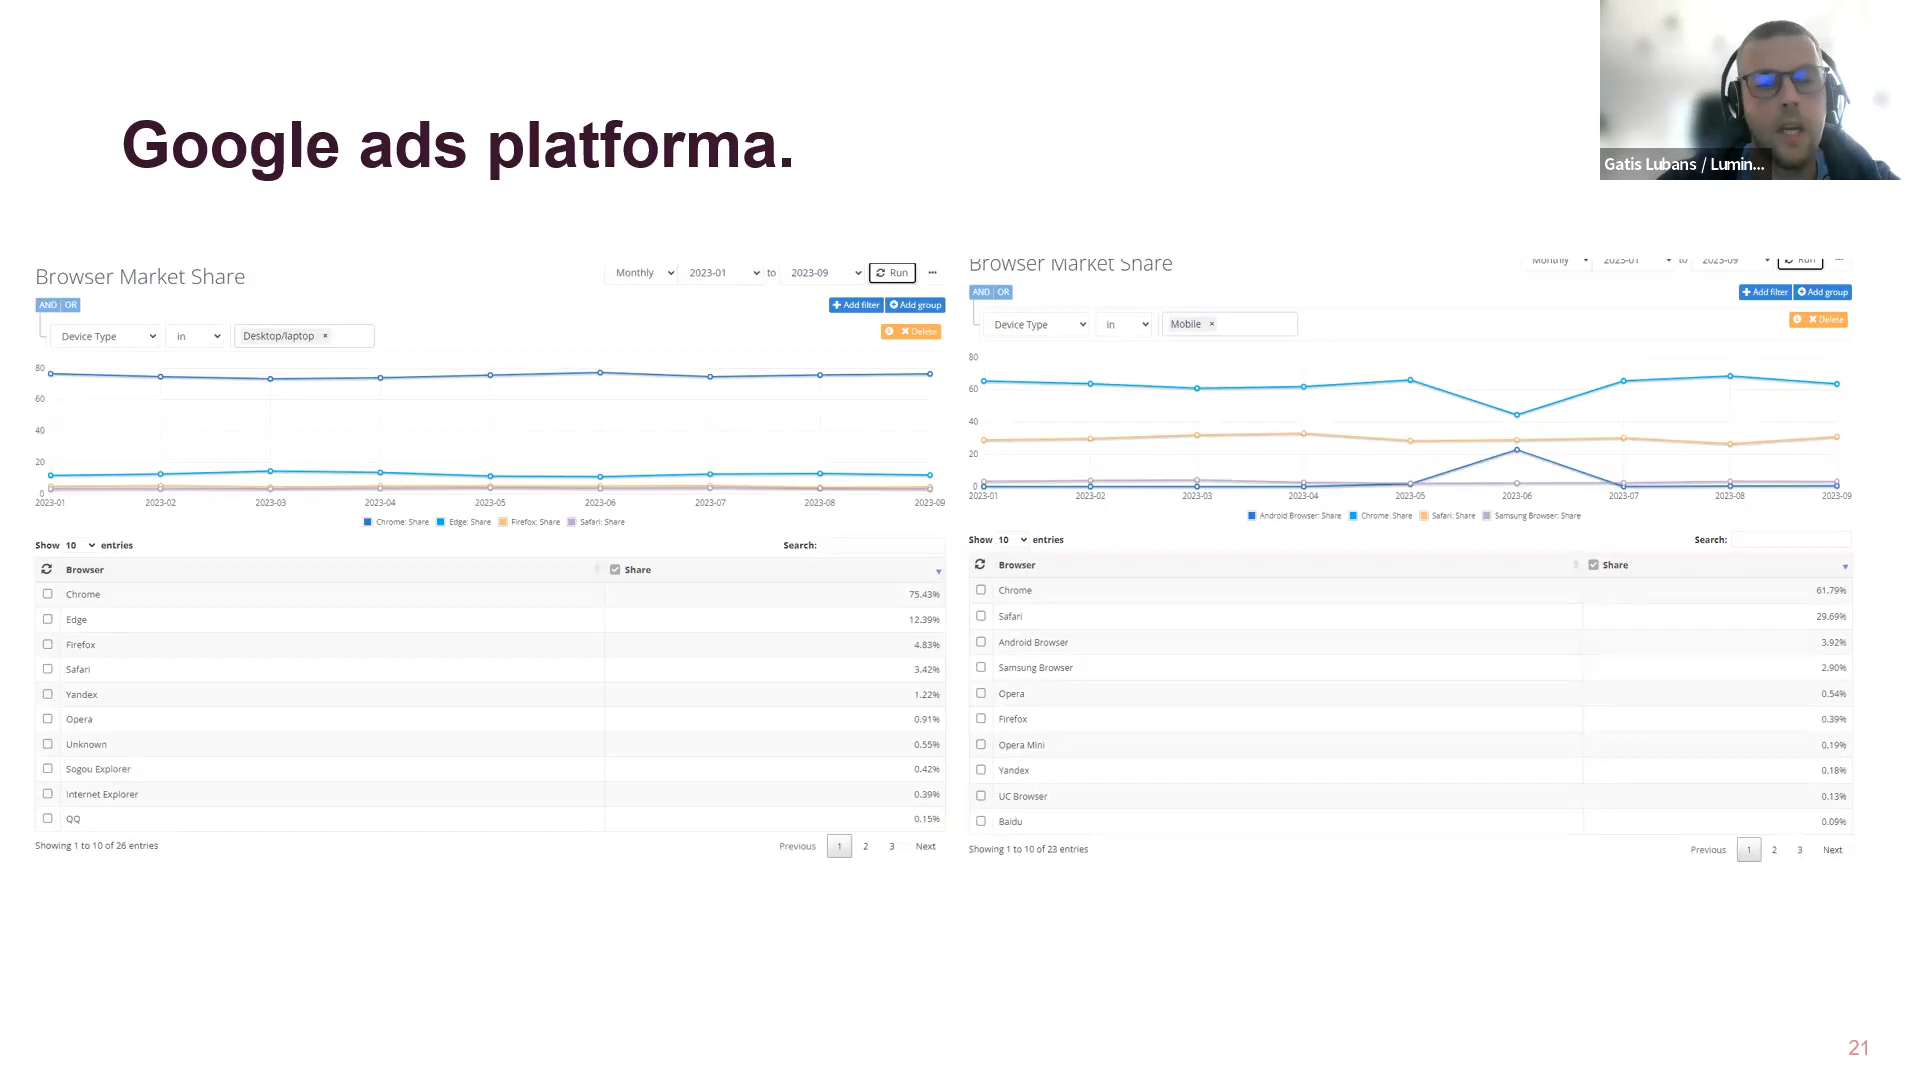 Google ads platforma.
Gatis Lubans / Lumin...
Browser Market Share
Monthly 2023-01 to 2023-09 Run ...
AND OR
Add filter Add group
Device Type in Desktop/laptop × Delete
80
60
40
20
0
2023-01 2023-02 2023-03 2023-04 2023-05 2023-06 2023-07 2023-08 2023-09
Chrome: Share Edge: Share Firefox: Share Safari: Share
Show 10 entries Search:
Browser Share
Chrome 75.43%
Edge 12.39%
Firefox 4.83%
Safari 3.42%
Yandex 1.22%
Opera 0.91%
Unknown 0.55%
Sogou Explorer 0.42%
Internet Explorer 0.39%
QQ 0.15%
Showing 1 to 10 of 26 entries Previous 1 2 3 Next
Browser Market Share
Monthly 2023-01 to 2023-09 Run ...
AND OR
Add filter Add group
Device Type in Mobile × Delete
80
60
40
20
0
2023-01 2023-02 2023-03 2023-04 2023-05 2023-06 2023-07 2023-08 2023-09
Android Browser: Share Chrome: Share Safari: Share Samsung Browser: Share
Show 10 entries Search:
Browser Share
Chrome 61.79%
Safari 29.69%
Android Browser 3.92%
Samsung Browser 2.90%
Opera 0.54%
Firefox 0.39%
Opera Mini 0.19%
Yandex 0.18%
UC Browser 0.13%
Baidu 0.09%
Showing 1 to 10 of 23 entries Previous 1 2 3 Next
21